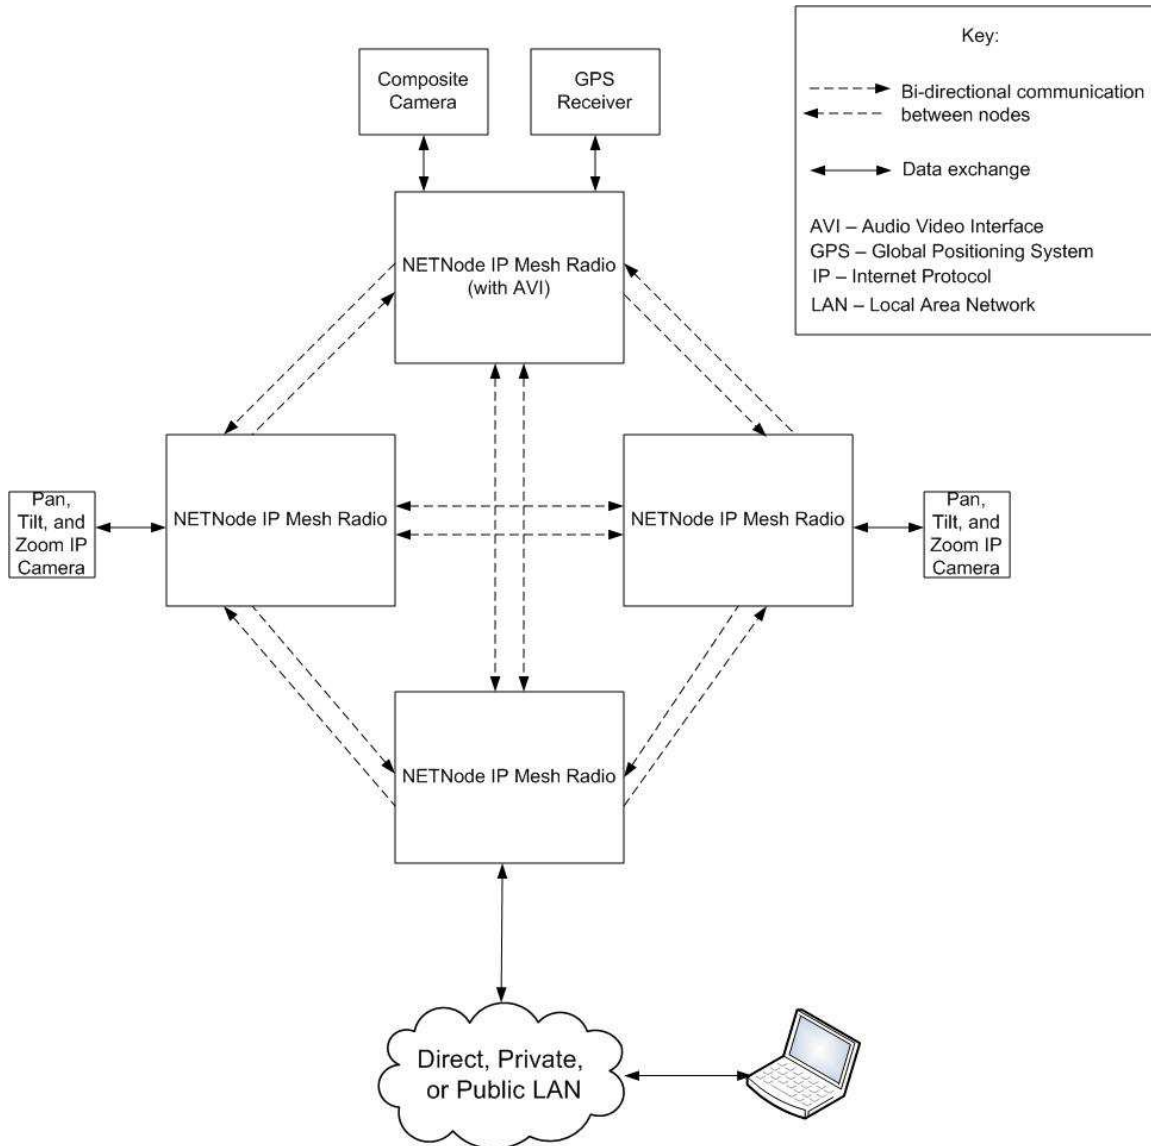 Composite
Camera
GPS
Receiver
Key:
Bi-directional communication
between nodes
Data exchange
AVI – Audio Video Interface
GPS – Global Positioning System
IP – Internet Protocol
LAN – Local Area Network
NETNode IP Mesh Radio
(with AVI)
Pan,
Tilt, and
Zoom IP
Camera
NETNode IP Mesh Radio
NETNode IP Mesh Radio
Pan,
Tilt, and
Zoom IP
Camera
NETNode IP Mesh Radio
Direct, Private,
or Public LAN